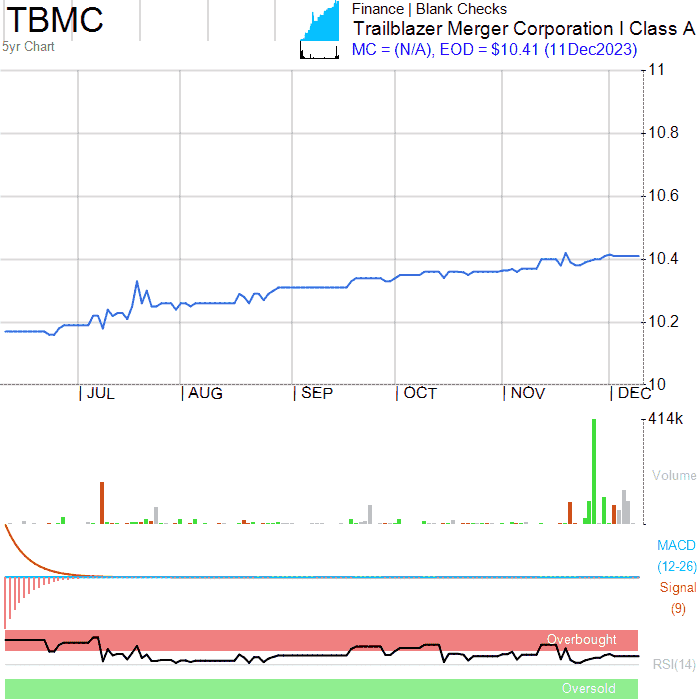 TBMC
5yr Chart
Finance | Blank Checks
Trailblazer Merger Corporation I Class A
MC = (N/A), EOD = $10.41 (11Dec2023)
11
10.8
10.6
10.4
10.2
10
| JUL | AUG | SEP | OCT | NOV | DEC
414k
Volume
MACD
(12-26)
Signal
(9)
Overbought
RSI(14)
Oversold